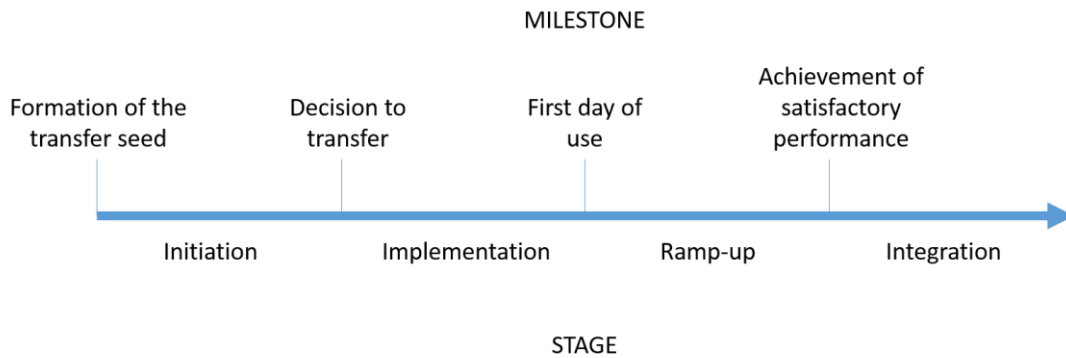 MILESTONE
Formation of the
transfer seed
Decision to
transfer
First day of
use
Achievement of
satisfactory
performance
Initiation
Implementation
Ramp-up
Integration
STAGE